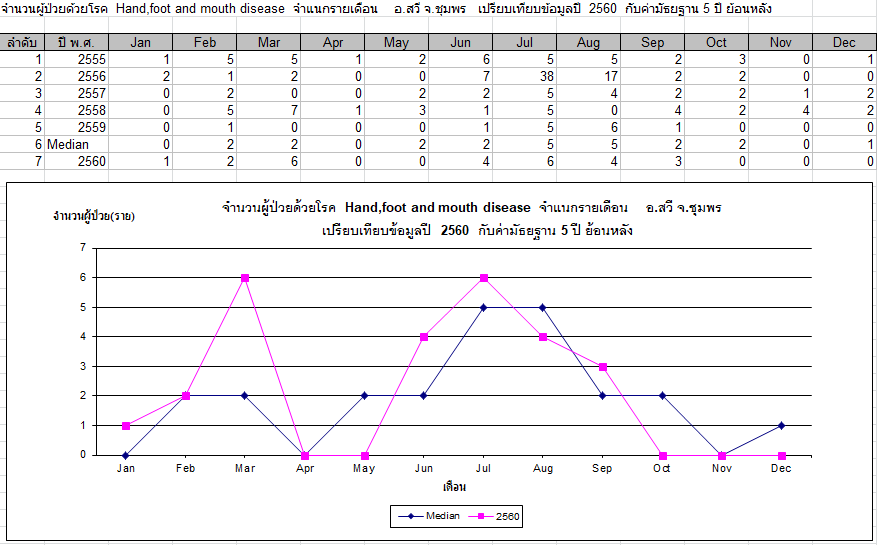 จำนวนผู้ป่วยด้วยโรค Hand,foot and mouth disease จำแนกรายเดือน อ.สวี จ.ชุมพร เปรียบเทียบข้อมูลปี 2560 กับค่ามัธยฐาน 5 ปี ย้อนหลัง
ลำดับ ปี พ.ศ. Jan Feb Mar Apr May Jun Jul Aug Sep Oct Nov Dec
1 2555 1 5 5 1 2 6 5 5 2 3 0 1
2 2556 2 1 2 0 0 7 38 17 2 2 0 0
3 2557 0 2 0 0 2 2 5 4 2 2 1 2
4 2558 0 5 7 1 3 1 5 0 4 2 4 2
5 2559 0 1 0 0 0 1 5 6 1 0 0 0
6 Median 0 2 2 0 2 2 5 5 2 2 0 1
7 2560 1 2 6 0 0 4 6 4 3 0 0 0
จำนวนผู้ป่วยด้วยโรค Hand,foot and mouth disease จำแนกรายเดือน อ.สวี จ.ชุมพร
จำนวนผู้ป่วย(ราย)
เปรียบเทียบข้อมูลปี 2560 กับค่ามัธยฐาน 5 ปี ย้อนหลัง
7
6
5
4
3
2
1
0
Jan Feb Mar Apr May Jun Jul Aug Sep Oct Nov Dec
เดือน
Median 2560